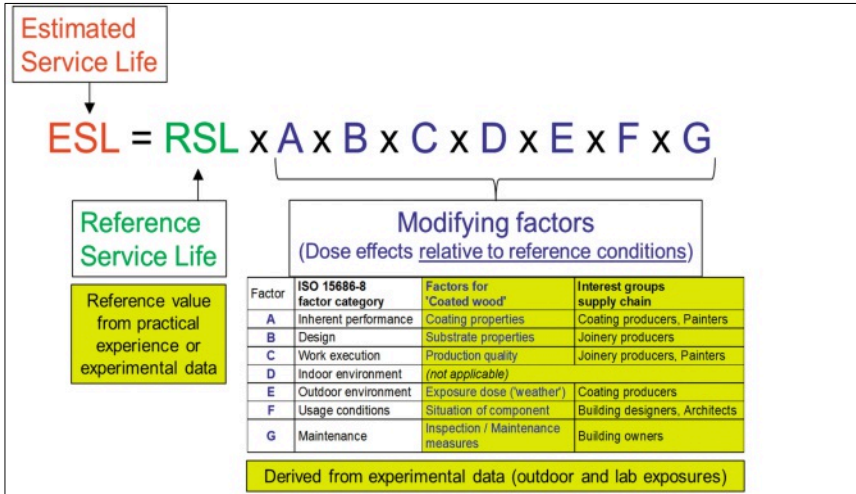 Estimated
Service Life
ESL = RSL x A x B x C x D x E x F x G
Reference
Service Life
Reference value
from practical
experience or
experimental data
Modifying factors
(Dose effects relative to reference conditions)
Factor ISO 15686-8 factor category Factors for 'Coated wood' Interest groups supply chain
A Inherent performance Coating properties Coating producers, Painters
B Design Substrate properties Joinery producers
C Work execution Production quality Joinery producers, Painters
D Indoor environment (not applicable)
E Outdoor environment Exposure dose ('weather') Coating producers
F Usage conditions Situation of component Building designers, Architects
G Maintenance Inspection / Maintenance measures Building owners
Derived from experimental data (outdoor and lab exposures)